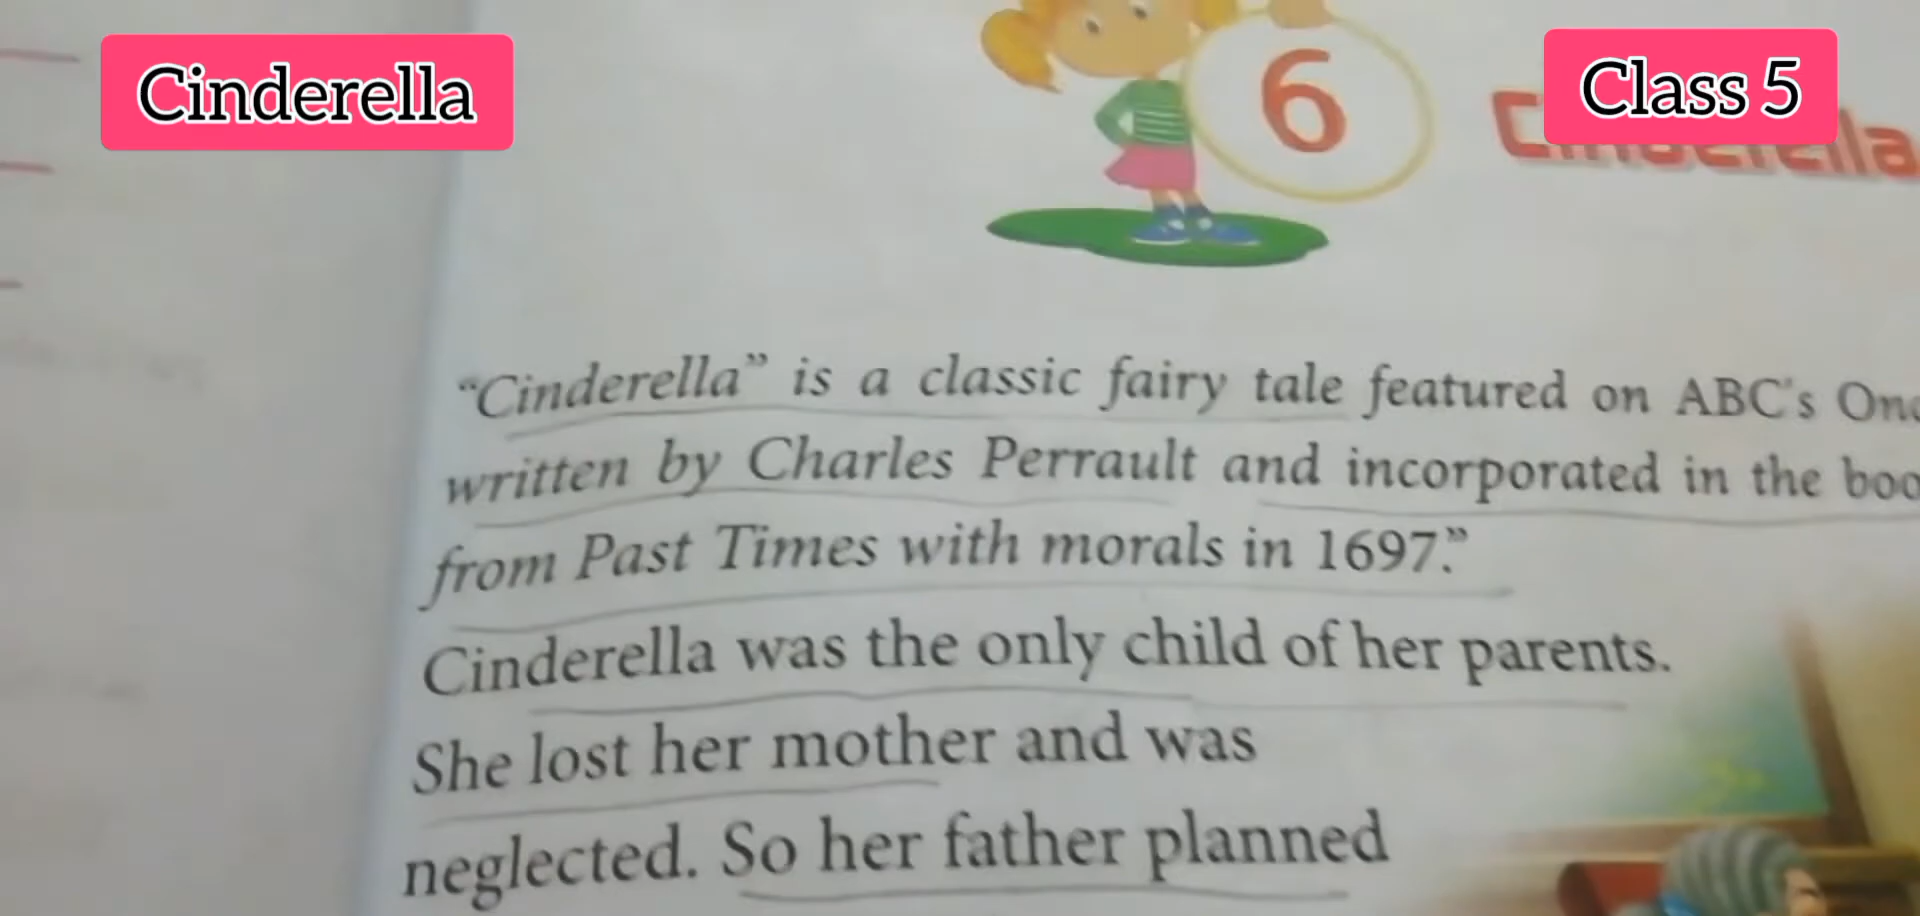 Cinderella
Class 5
6
Cinderella
“Cinderella” is a classic fairy tale featured on ABC's
written by Charles Perrault and incorporated in the
from Past Times with morals in 1697.”
Cinderella was the only child of her parents.
She lost her mother and was
neglected. So her father planned